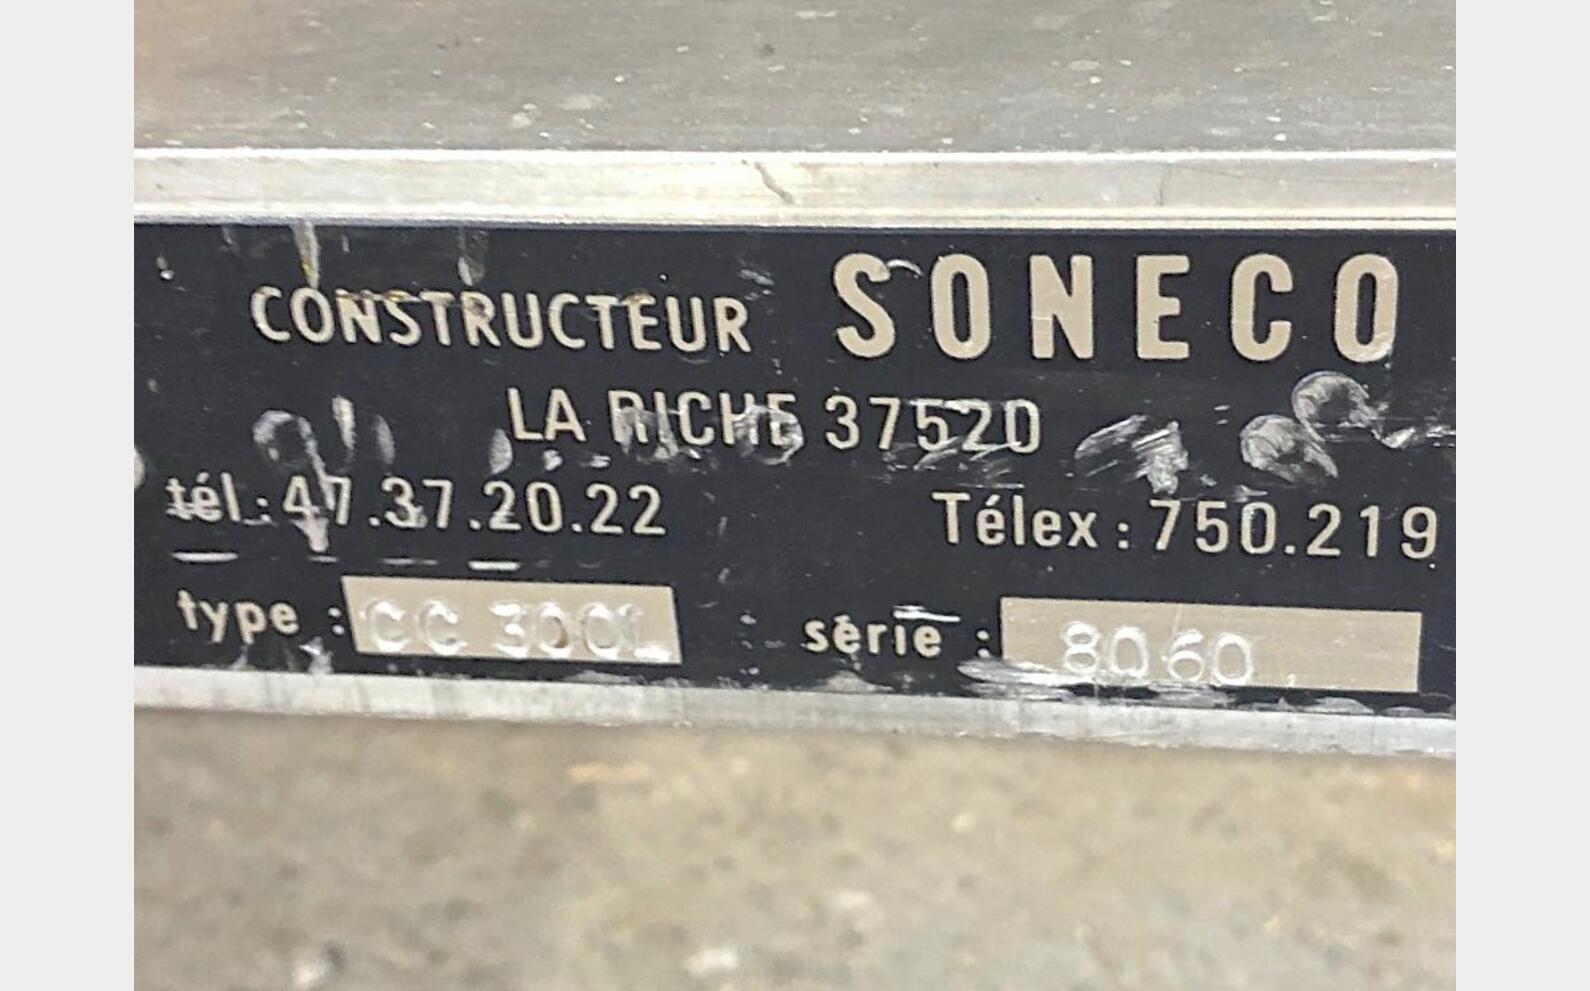 CONSTRUCTEUR SONECO
LA RICHE 37520
tél.: 47.37.20.22 Télex : 750.219
type : CC 300L série : 8060